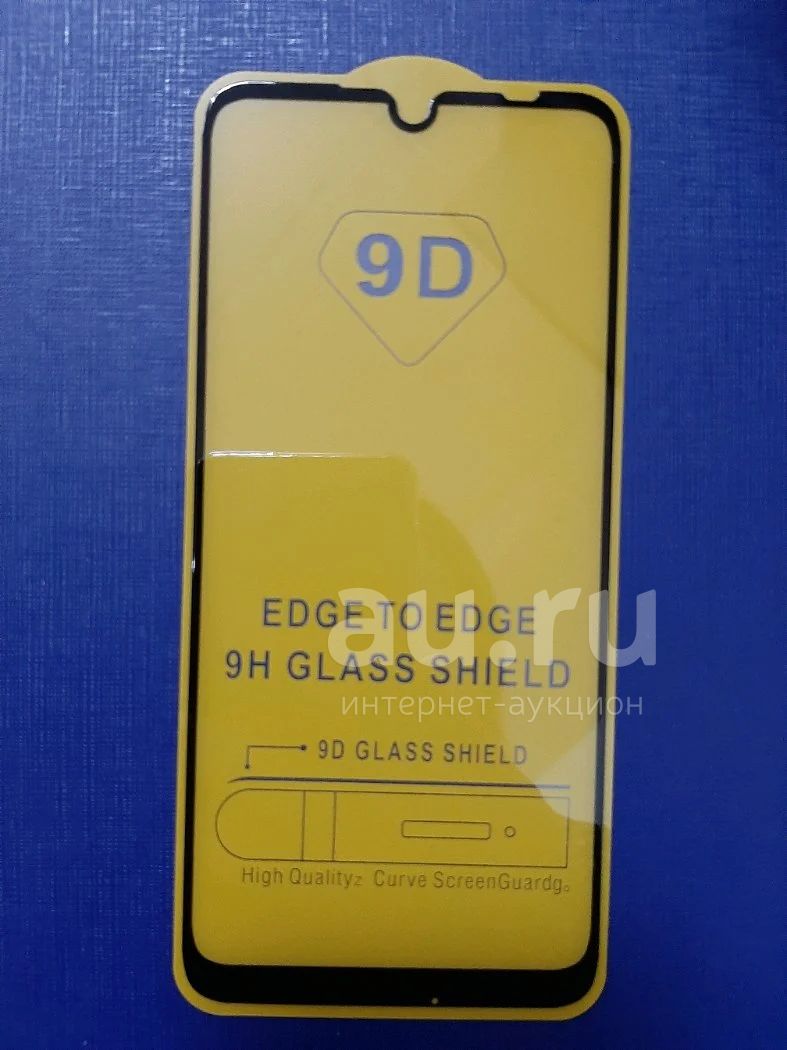 9D
EDGE TO EDGE
au.ru
9H GLASS SHIELD
интернет-аукцион
9D GLASS SHIELD
High Qualityz Curve ScreenGuardg。